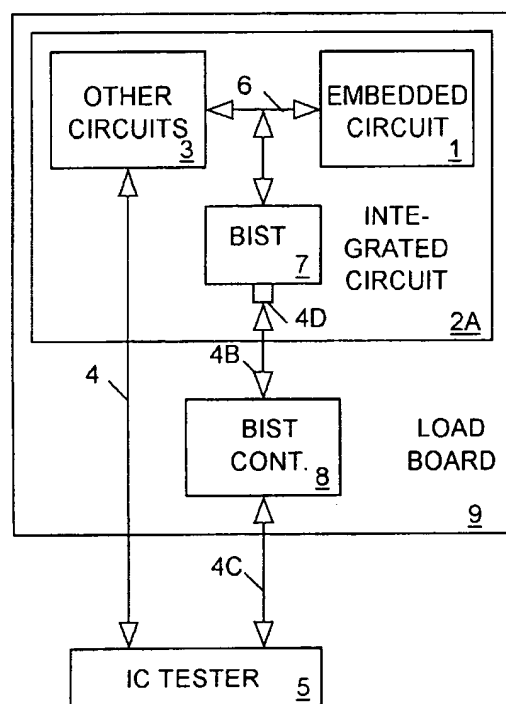 6
OTHER
CIRCUITS
3
EMBEDDED
CIRCUIT
1
BIST
7
INTE-
GRATED
CIRCUIT
2A
4D
4B
4
BIST
CONT.
8
LOAD
BOARD
9
4C
IC TESTER
5